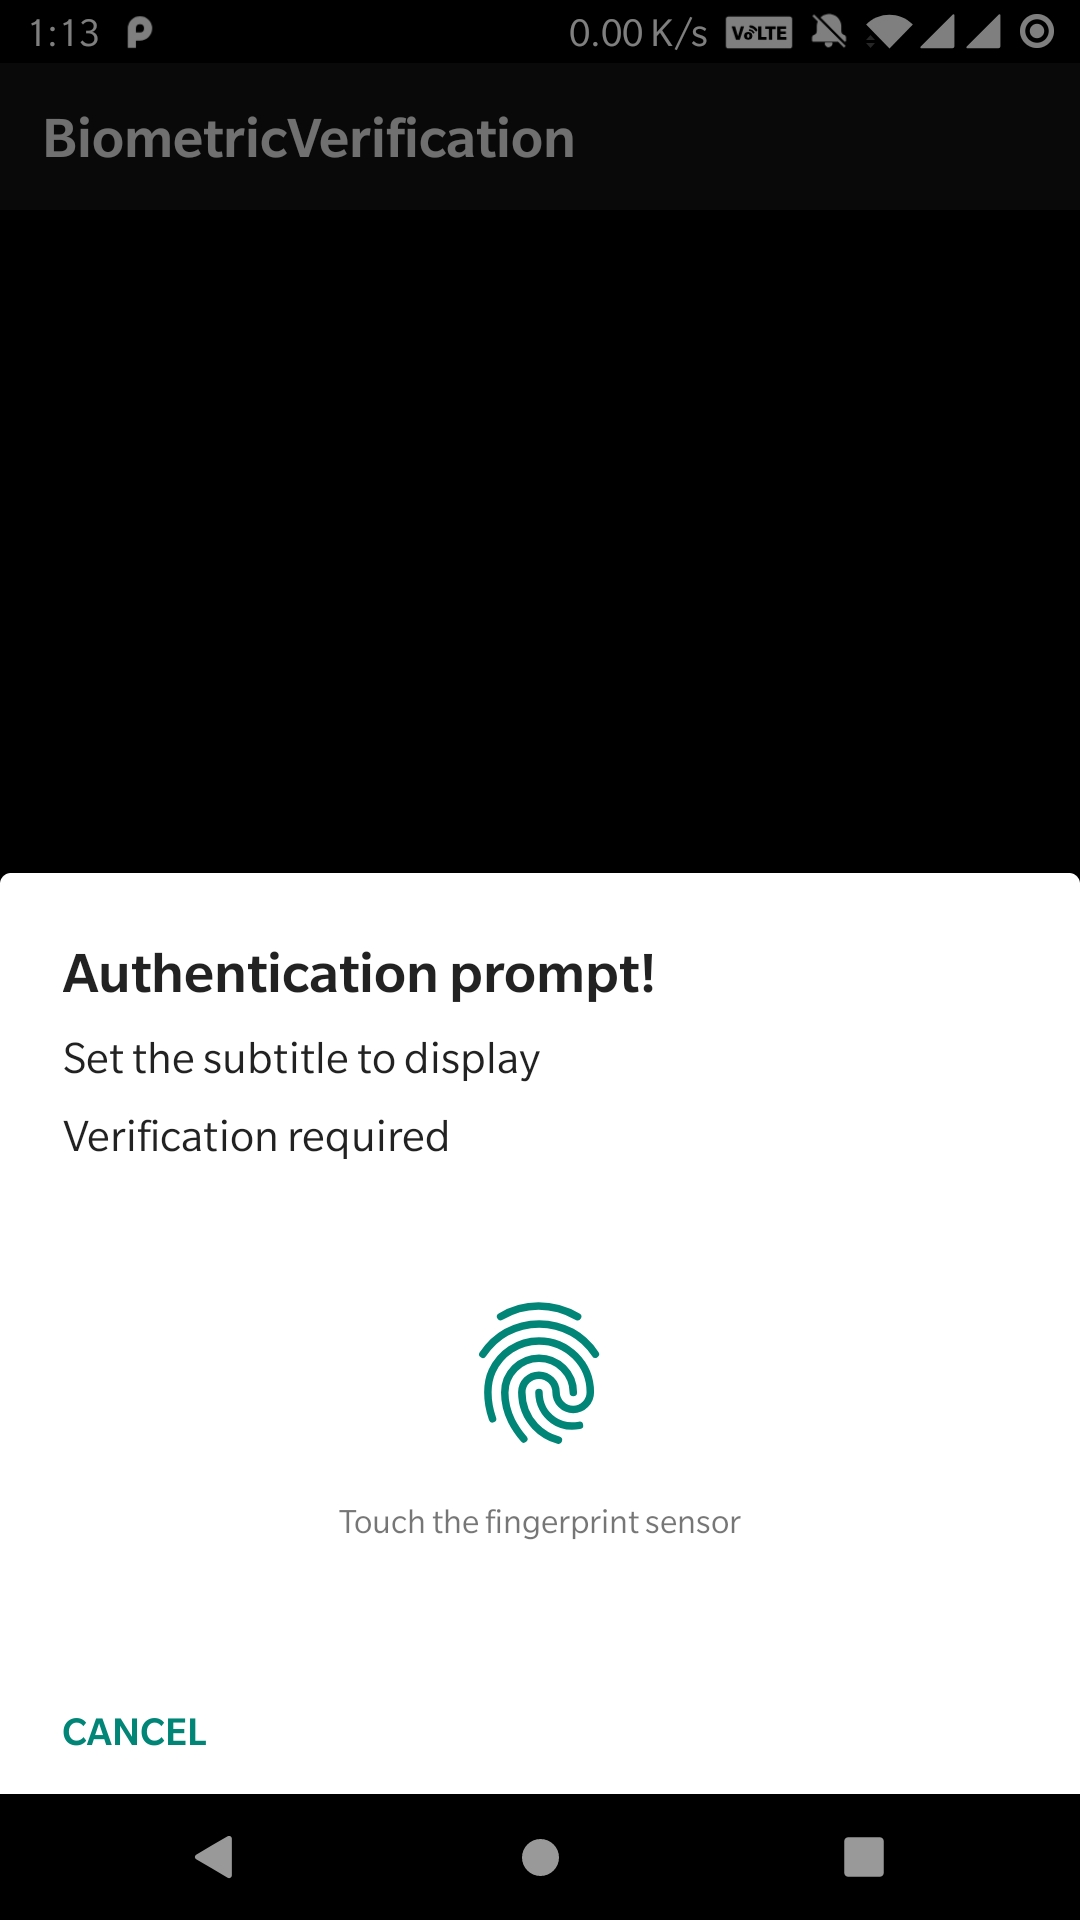 1:13 0.00 K/s VoLTE
BiometricVerification
Authentication prompt!
Set the subtitle to display
Verification required
Touch the fingerprint sensor
CANCEL